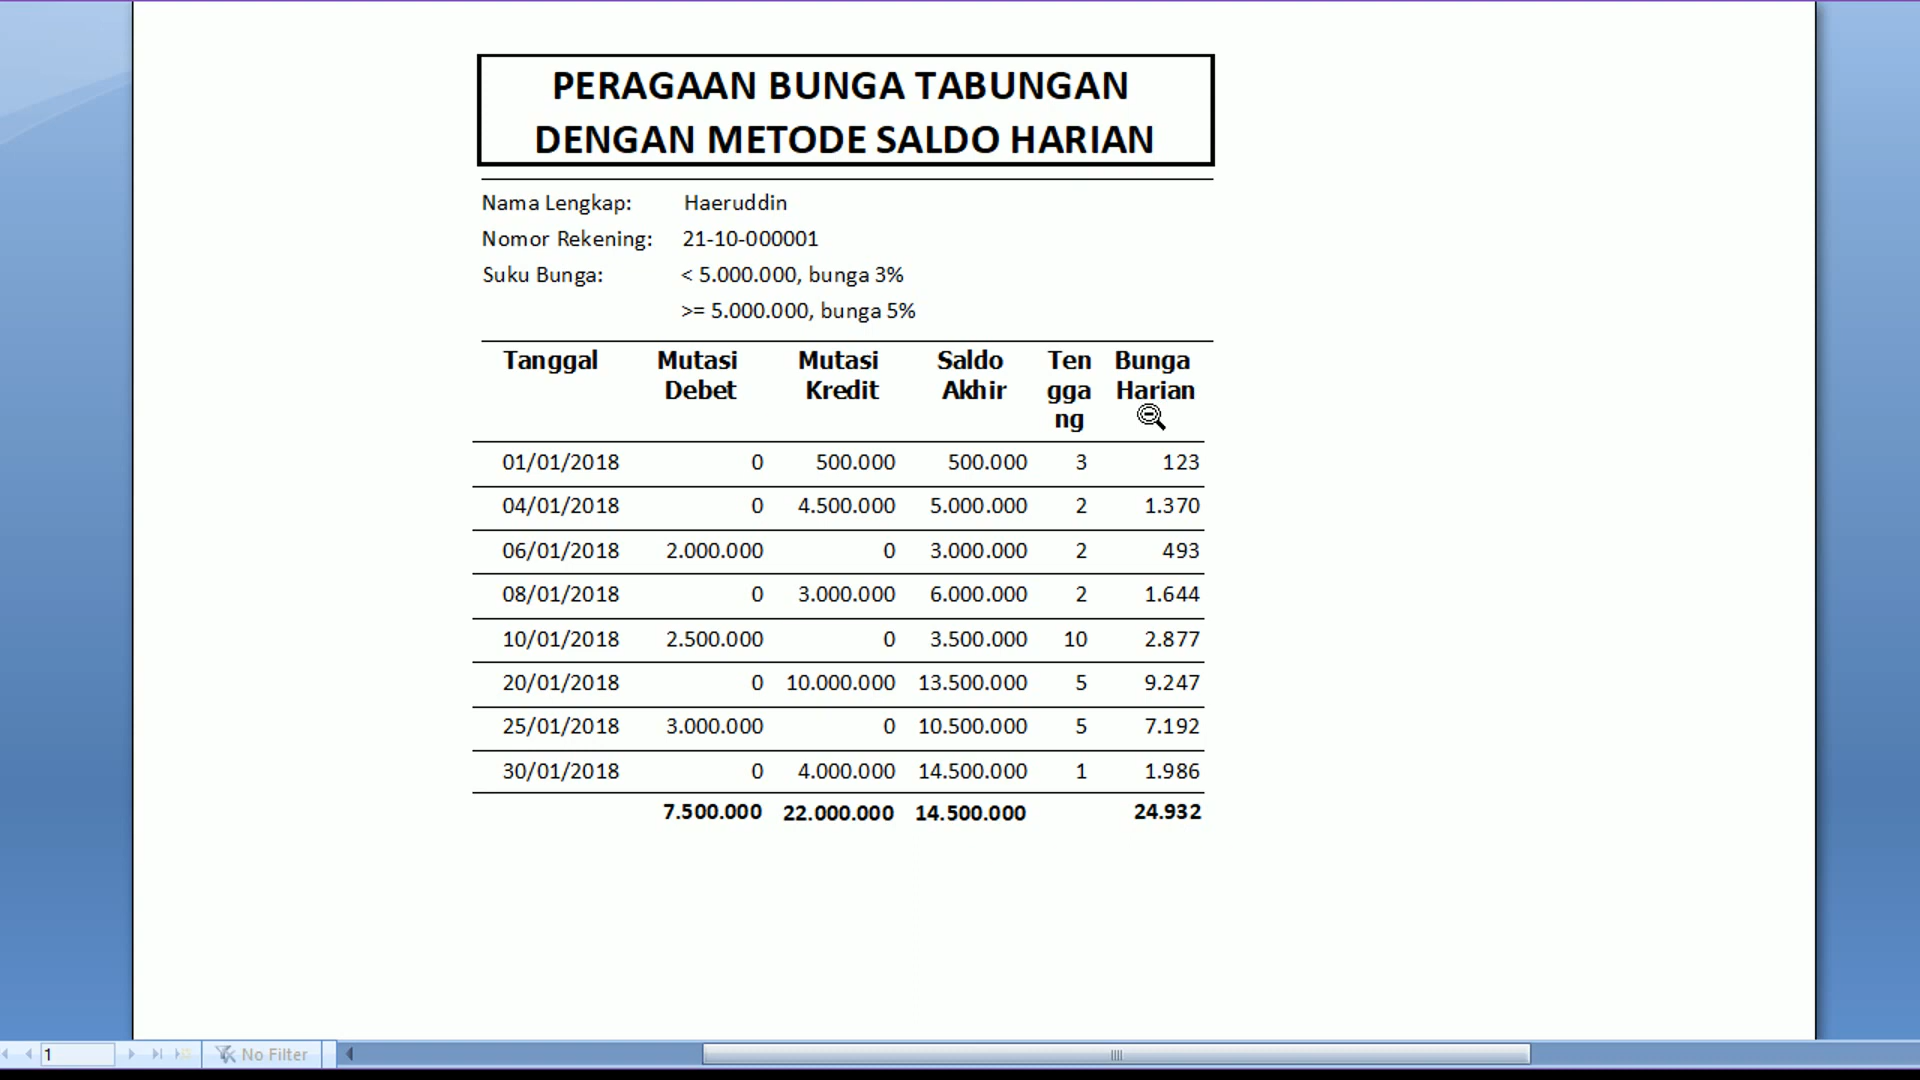 PERAGAAN BUNGA TABUNGAN
DENGAN METODE SALDO HARIAN
Nama Lengkap: Haeruddin
Nomor Rekening: 21-10-000001
Suku Bunga: < 5.000.000, bunga 3%
>= 5.000.000, bunga 5%
Tanggal Mutasi Mutasi Saldo Ten Bunga
Debet Kredit Akhir gga Harian
ng
01/01/2018 0 500.000 500.000 3 123
04/01/2018 0 4.500.000 5.000.000 2 1.370
06/01/2018 2.000.000 0 3.000.000 2 493
08/01/2018 0 3.000.000 6.000.000 2 1.644
10/01/2018 2.500.000 0 3.500.000 10 2.877
20/01/2018 0 10.000.000 13.500.000 5 9.247
25/01/2018 3.000.000 0 10.500.000 5 7.192
30/01/2018 0 4.000.000 14.500.000 1 1.986
7.500.000 22.000.000 14.500.000 24.932
1 No Filter